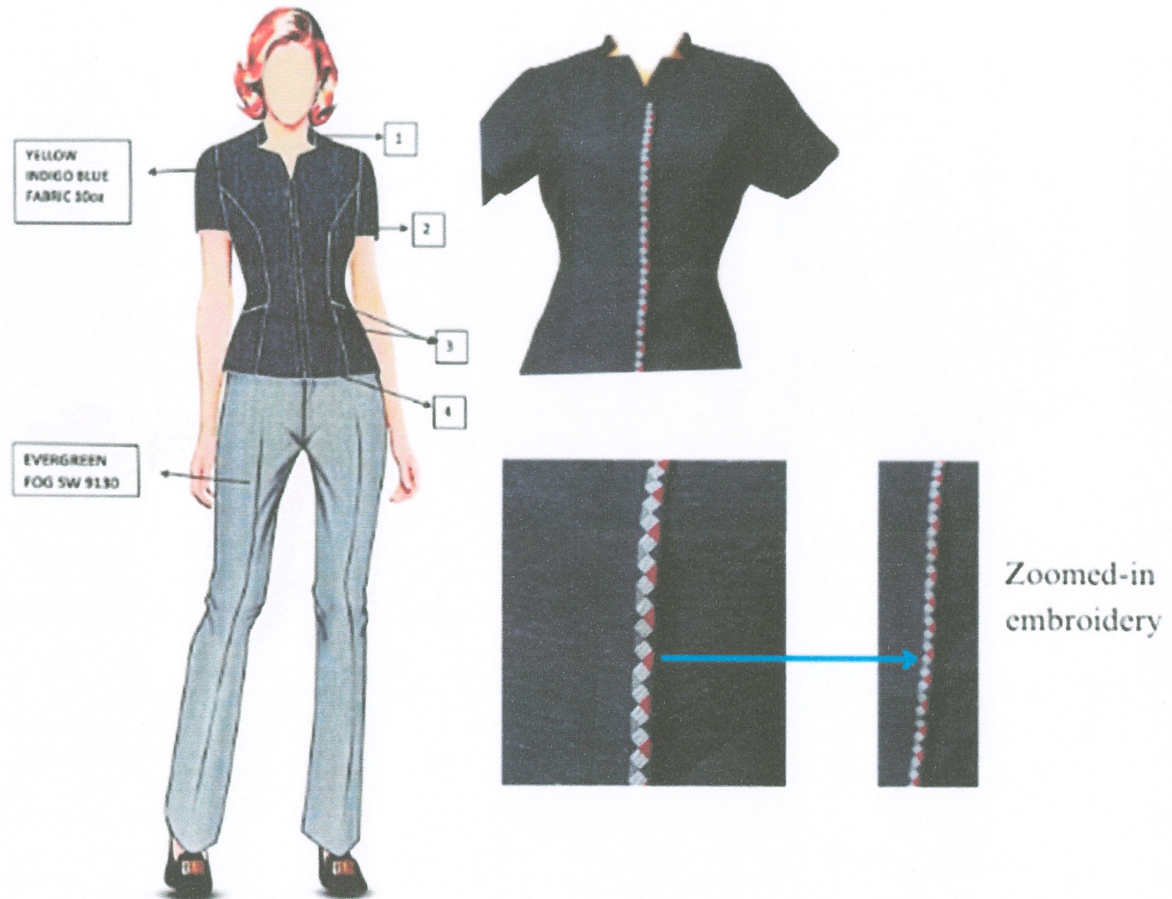 YELLOW
INDIGO BLUE
FABRIC 10oz
1
2
3
4
EVERGREEN
FOG SW 9130
Zoomed-in
embroidery